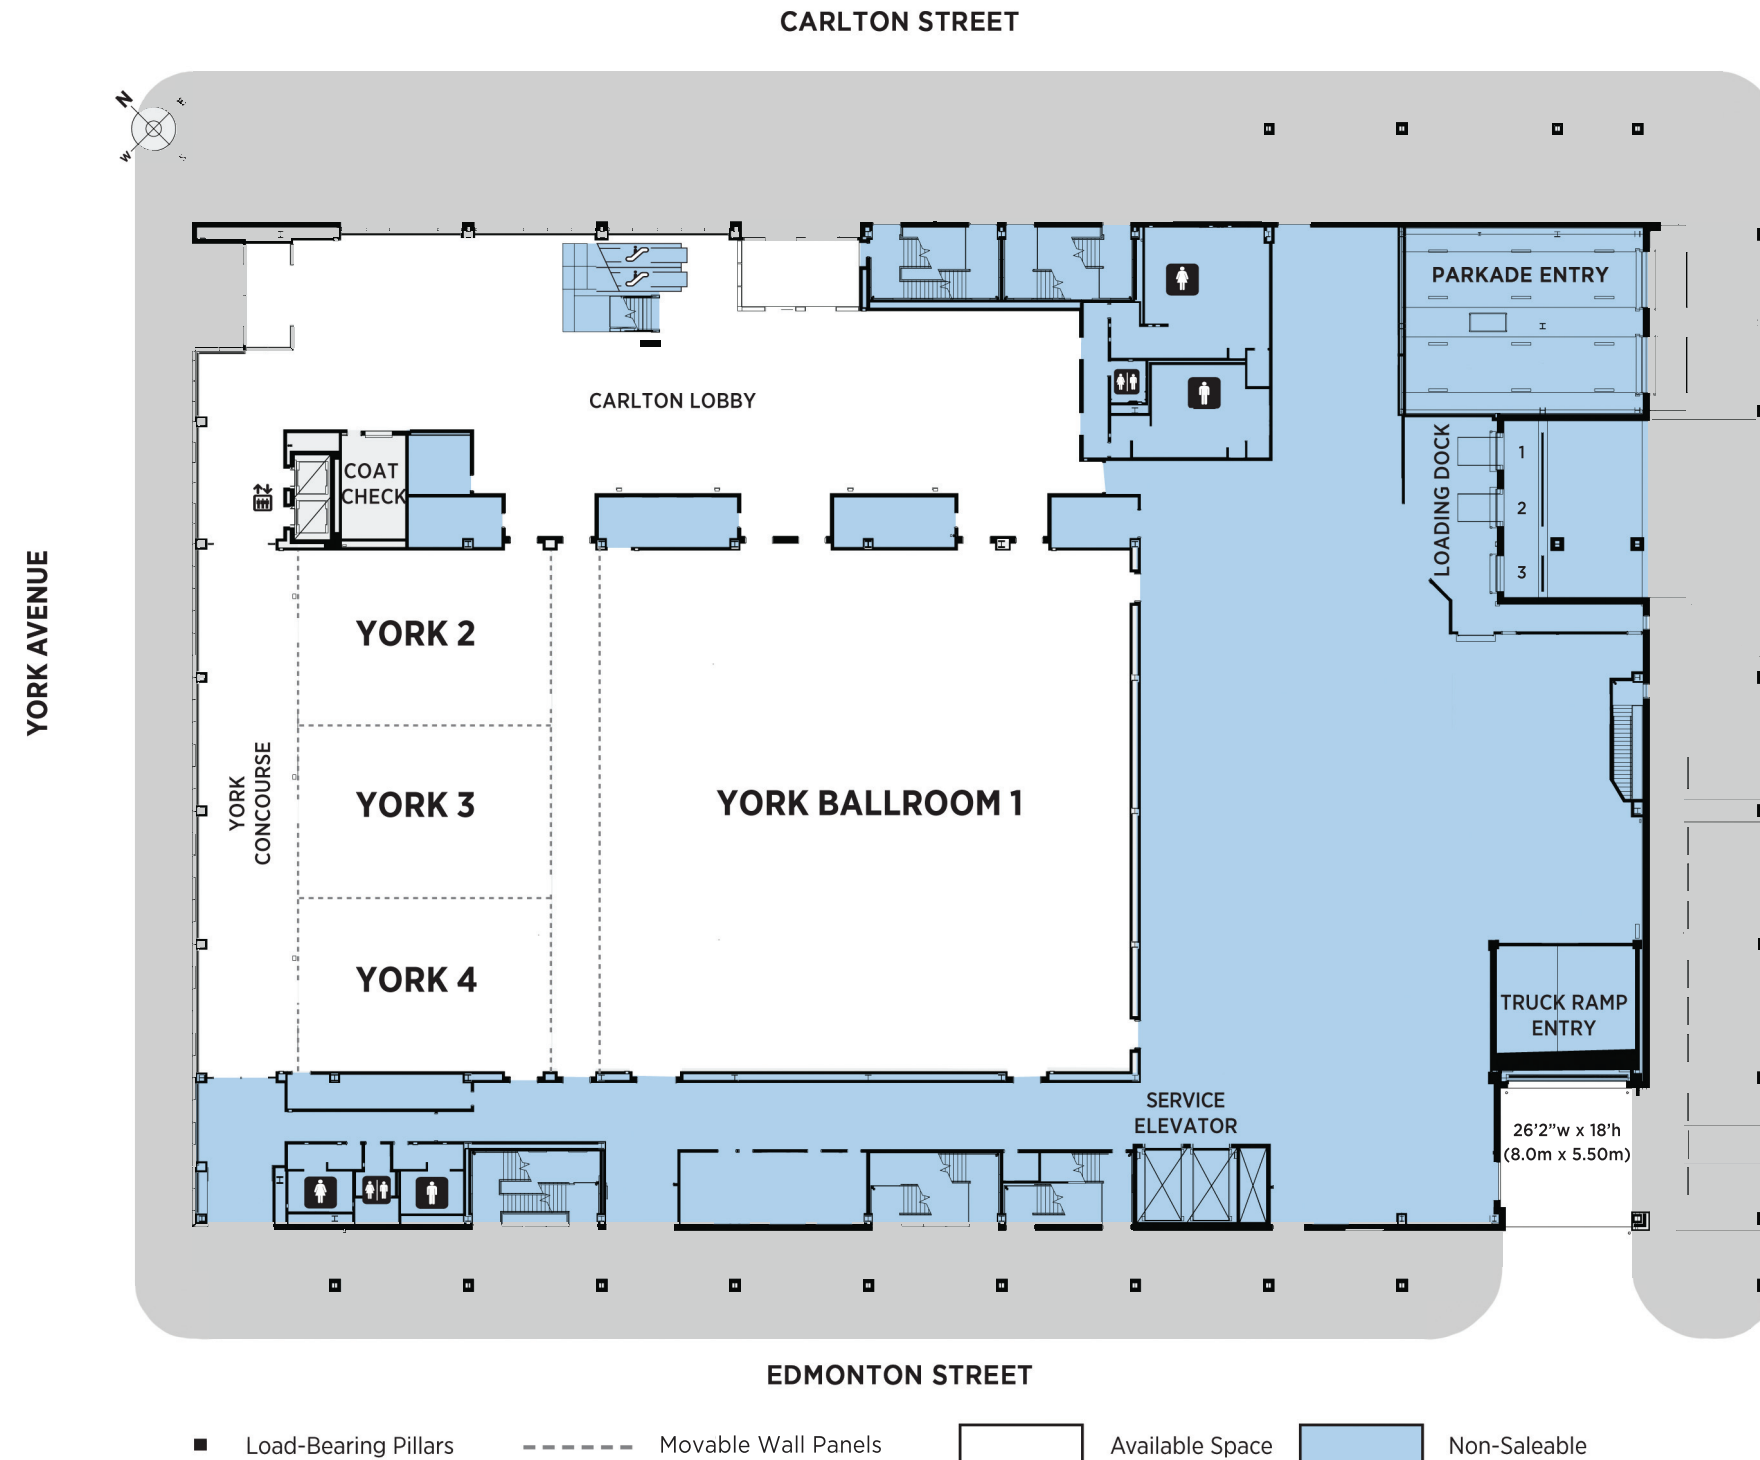 CARLTON STREET
N
E
W
S
PARKADE ENTRY
CARLTON LOBBY
COAT
CHECK
LOADING DOCK
1
2
3
YORK AVENUE
YORK 2
YORK
CONCOURSE
YORK 3
YORK BALLROOM 1
YORK 4
TRUCK RAMP
ENTRY
SERVICE
ELEVATOR
26'2"w x 18'h
(8.0m x 5.50m)
EDMONTON STREET
Load-Bearing Pillars
Movable Wall Panels
Available Space
Non-Saleable